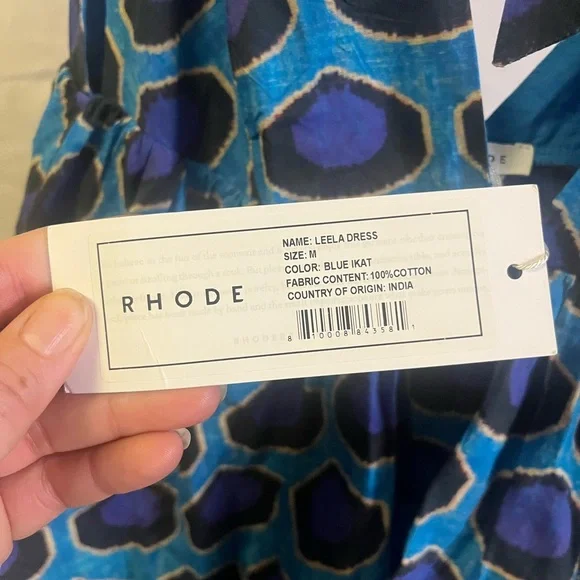 RHODE
NAME: LEELA DRESS
SIZE: M
COLOR: BLUE IKAT
FABRIC CONTENT: 100%COTTON
COUNTRY OF ORIGIN: INDIA
8 10008 84358 1
DE